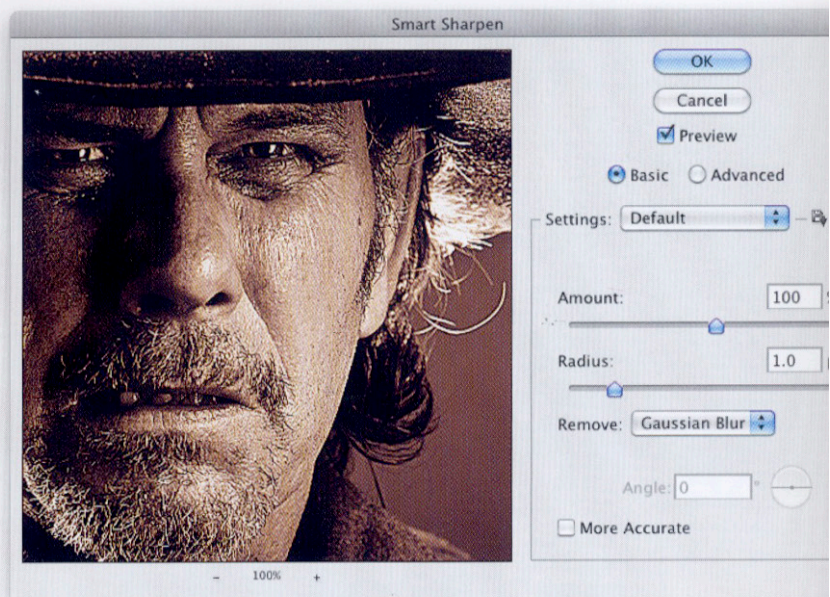 Smart Sharpen
OK
Cancel
Preview
Basic
Advanced
Settings: Default
Amount: 100
Radius: 1.0
Remove: Gaussian Blur
Angle: 0 °
More Accurate
- 100% +